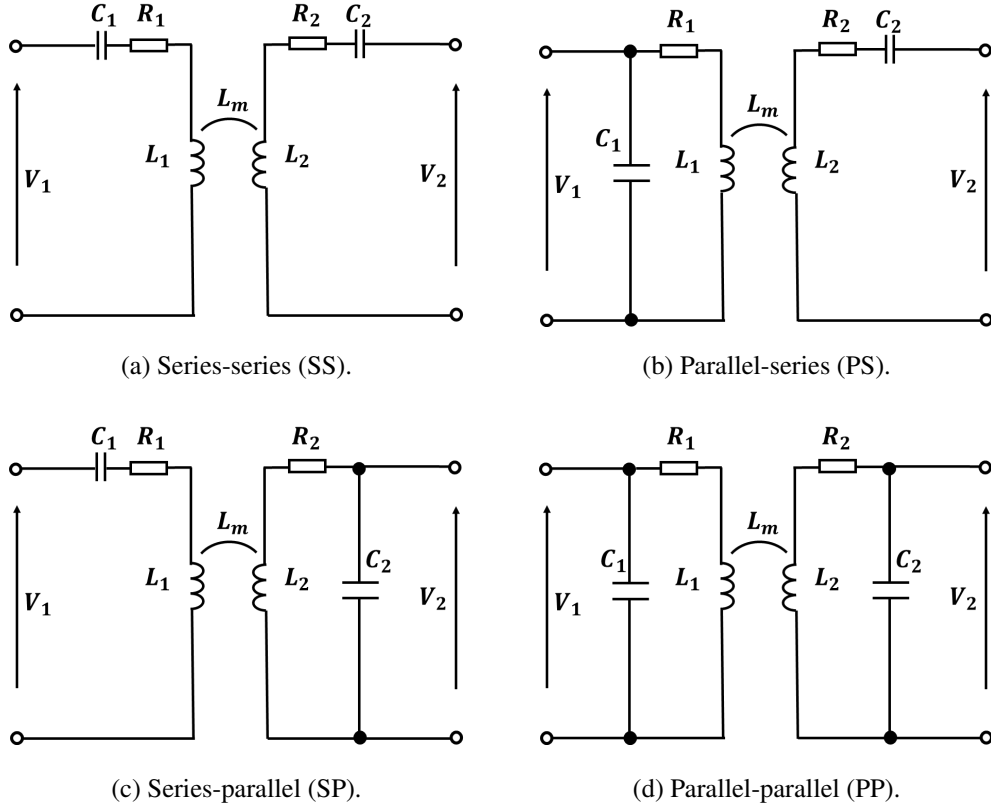 C₁ R₁ R₂ C₂
Lₘ
L₁ L₂
V₁ V₂
(a) Series-series (SS).
R₁ R₂ C₂
Lₘ
C₁ L₁ L₂
V₁ V₂
(b) Parallel-series (PS).
C₁ R₁ R₂
Lₘ
L₁ L₂ C₂
V₁ V₂
(c) Series-parallel (SP).
R₁ R₂
Lₘ
C₁ L₁ L₂ C₂
V₁ V₂
(d) Parallel-parallel (PP).